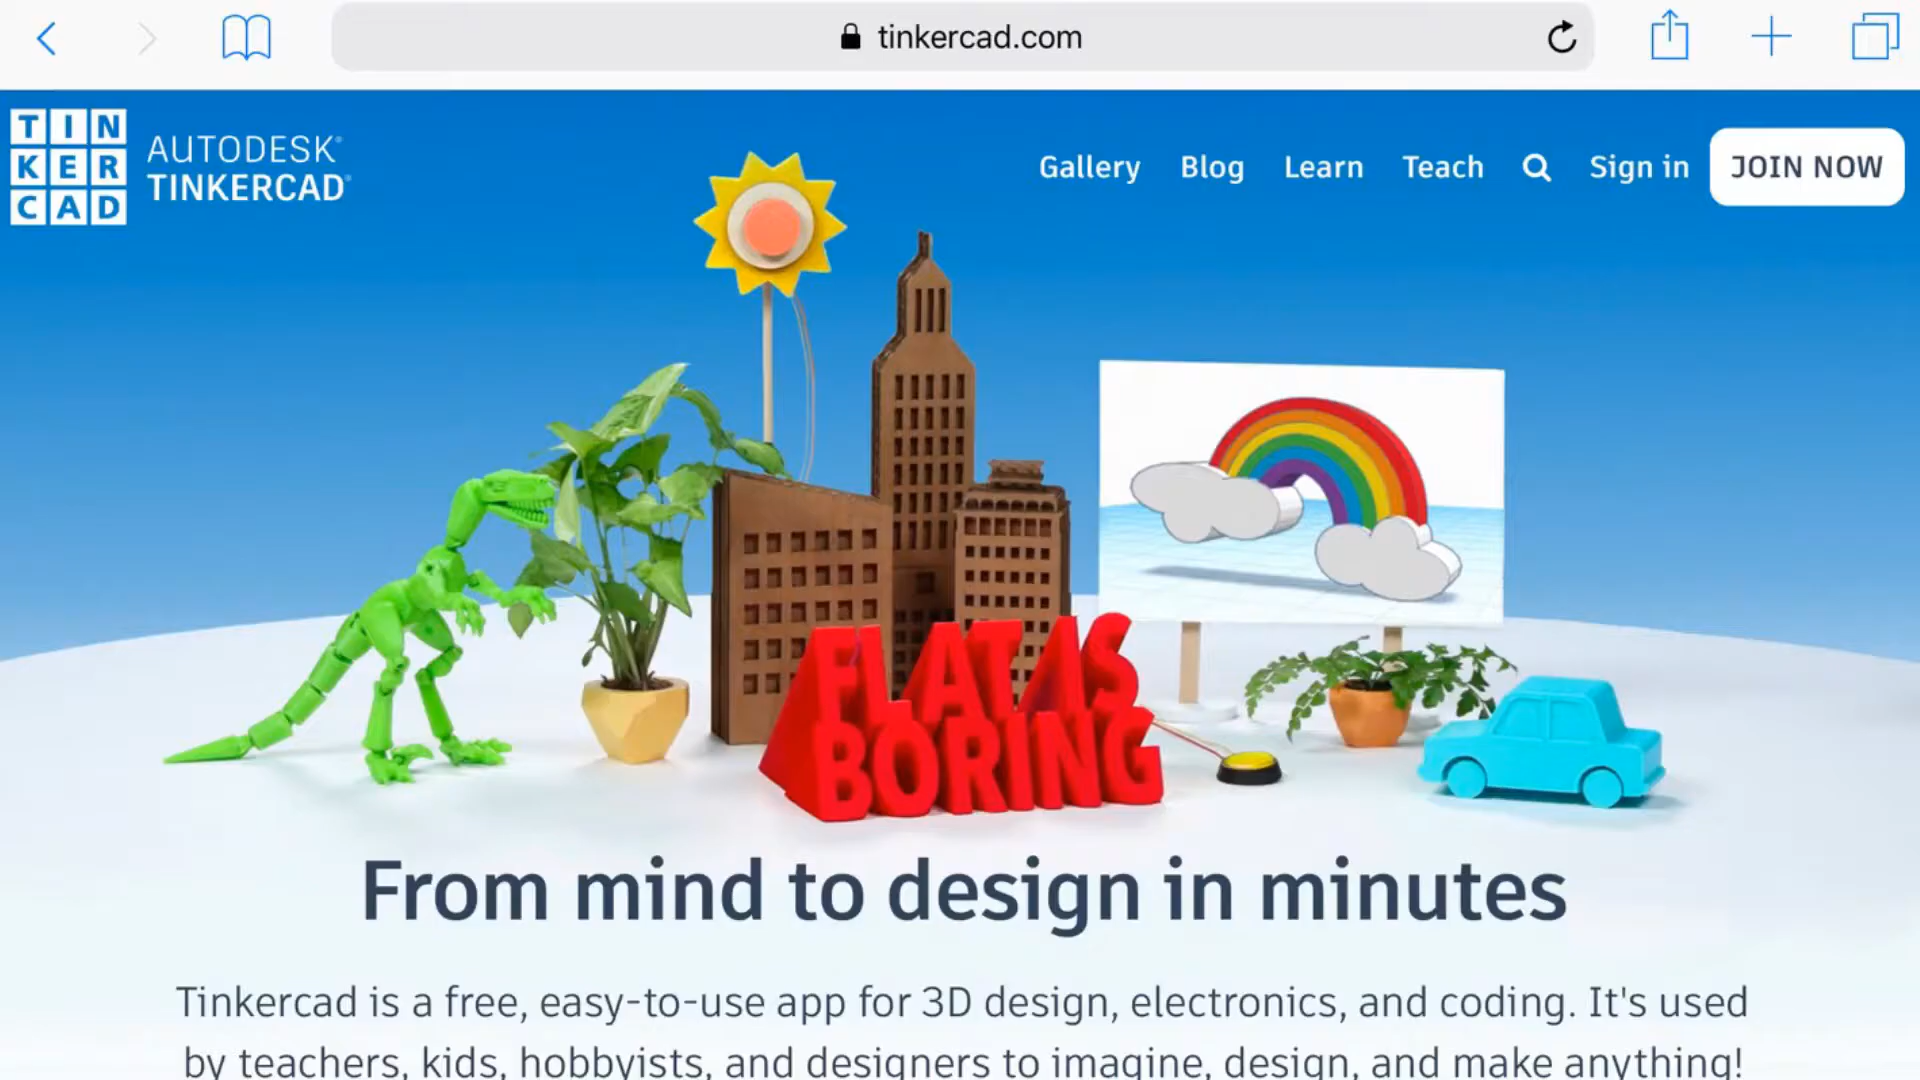 tinkercad.com
TIN
KER
CAD
AUTODESK®
TINKERCAD®
Gallery Blog Learn Teach Sign in JOIN NOW
FLAT IS
BORING
From mind to design in minutes
Tinkercad is a free, easy-to-use app for 3D design, electronics, and coding. It's used
by teachers, kids, hobbyists, and designers to imagine, design, and make anything!